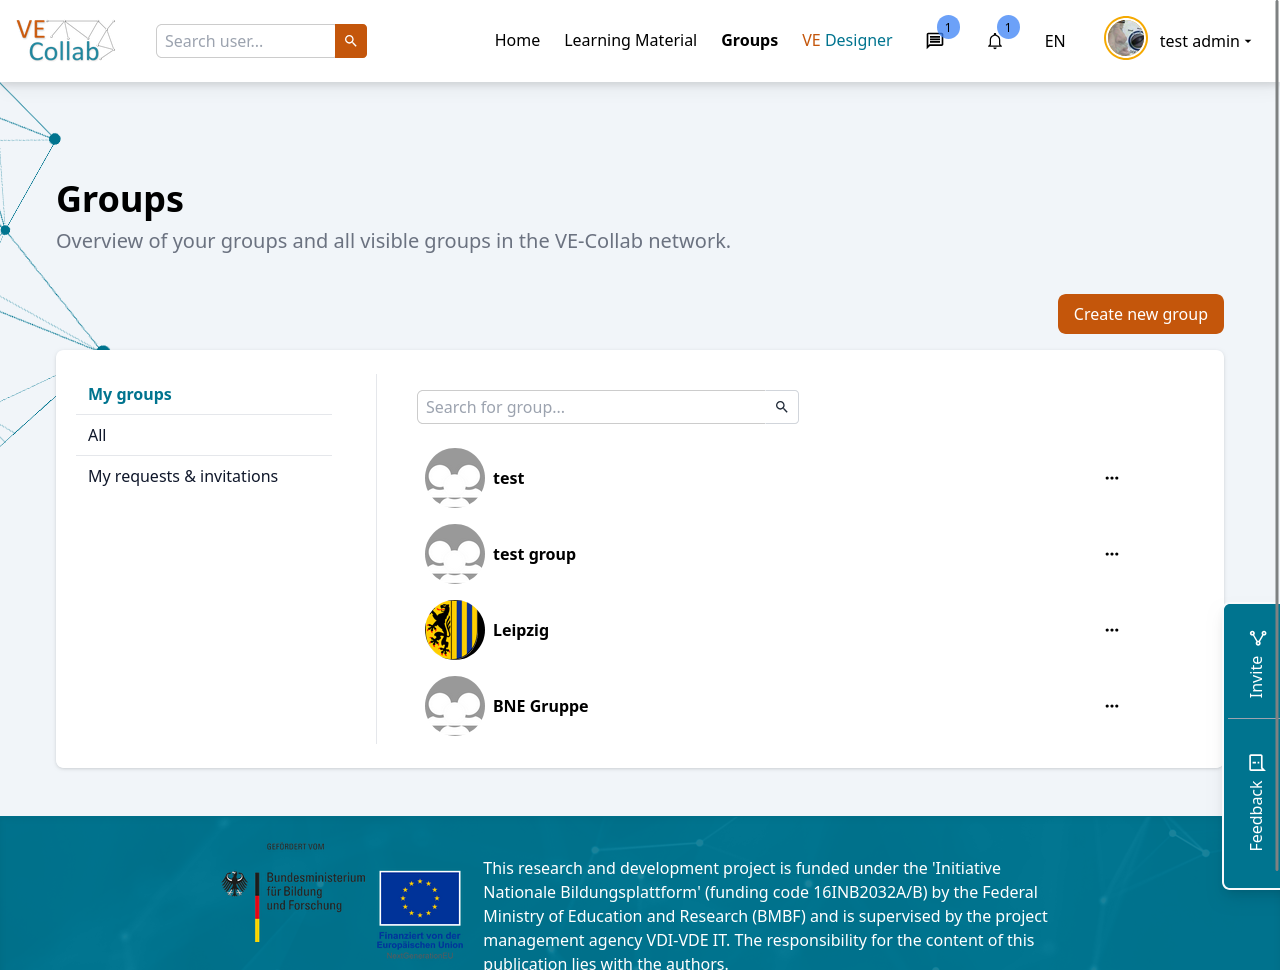 VE
Collab
Search user...
Home
Learning Material
Groups
VE Designer
1
1
EN
test admin
Groups
Overview of your groups and all visible groups in the VE-Collab network.
Create new group
My groups
All
My requests & invitations
Search for group...
test
test group
Leipzig
BNE Gruppe
Invite
Feedback
GEFÖRDERT VOM
Bundesministerium
für Bildung
und Forschung
Finanziert von der
Europäischen Union
This research and development project is funded under the 'Initiative
Nationale Bildungsplattform' (funding code 16INB2032A/B) by the Federal
Ministry of Education and Research (BMBF) and is supervised by the project
management agency VDI-VDE IT. The responsibility for the content of this
publication lies with the authors.